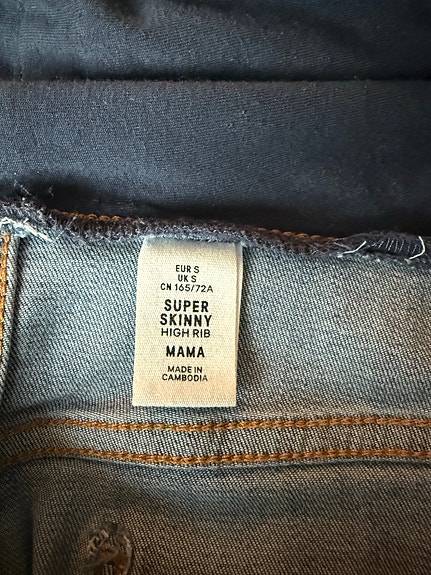 EUR S
UK S
CN 165/72A
SUPER
SKINNY
HIGH RIB
MAMA
MADE IN
CAMBODIA